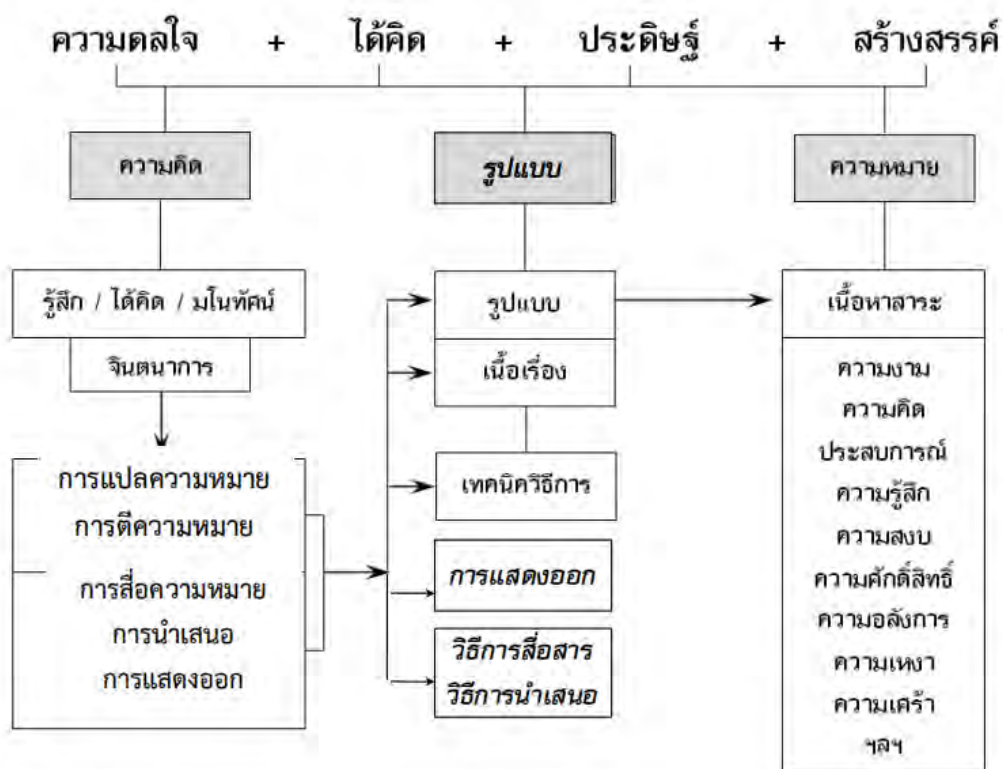 ความดลใจ + ได้คิด + ประดิษฐ์ + สร้างสรรค์
ความคิด
รูปแบบ
ความหมาย
รู้สึก / ได้คิด / มโนทัศน์
จินตนาการ
การแปลความหมาย
การตีความหมาย
การสื่อความหมาย
การนำเสนอ
การแสดงออก
รูปแบบ
เนื้อเรื่อง
เทคนิควิธีการ
การแสดงออก
วิธีการสื่อสาร
วิธีการนำเสนอ
เนื้อหาสาระ
ความงาม
ความคิด
ประสบการณ์
ความรู้สึก
ความสงบ
ความศักดิ์สิทธิ์
ความอลังการ
ความเหงา
ความเศร้า
ฯลฯ